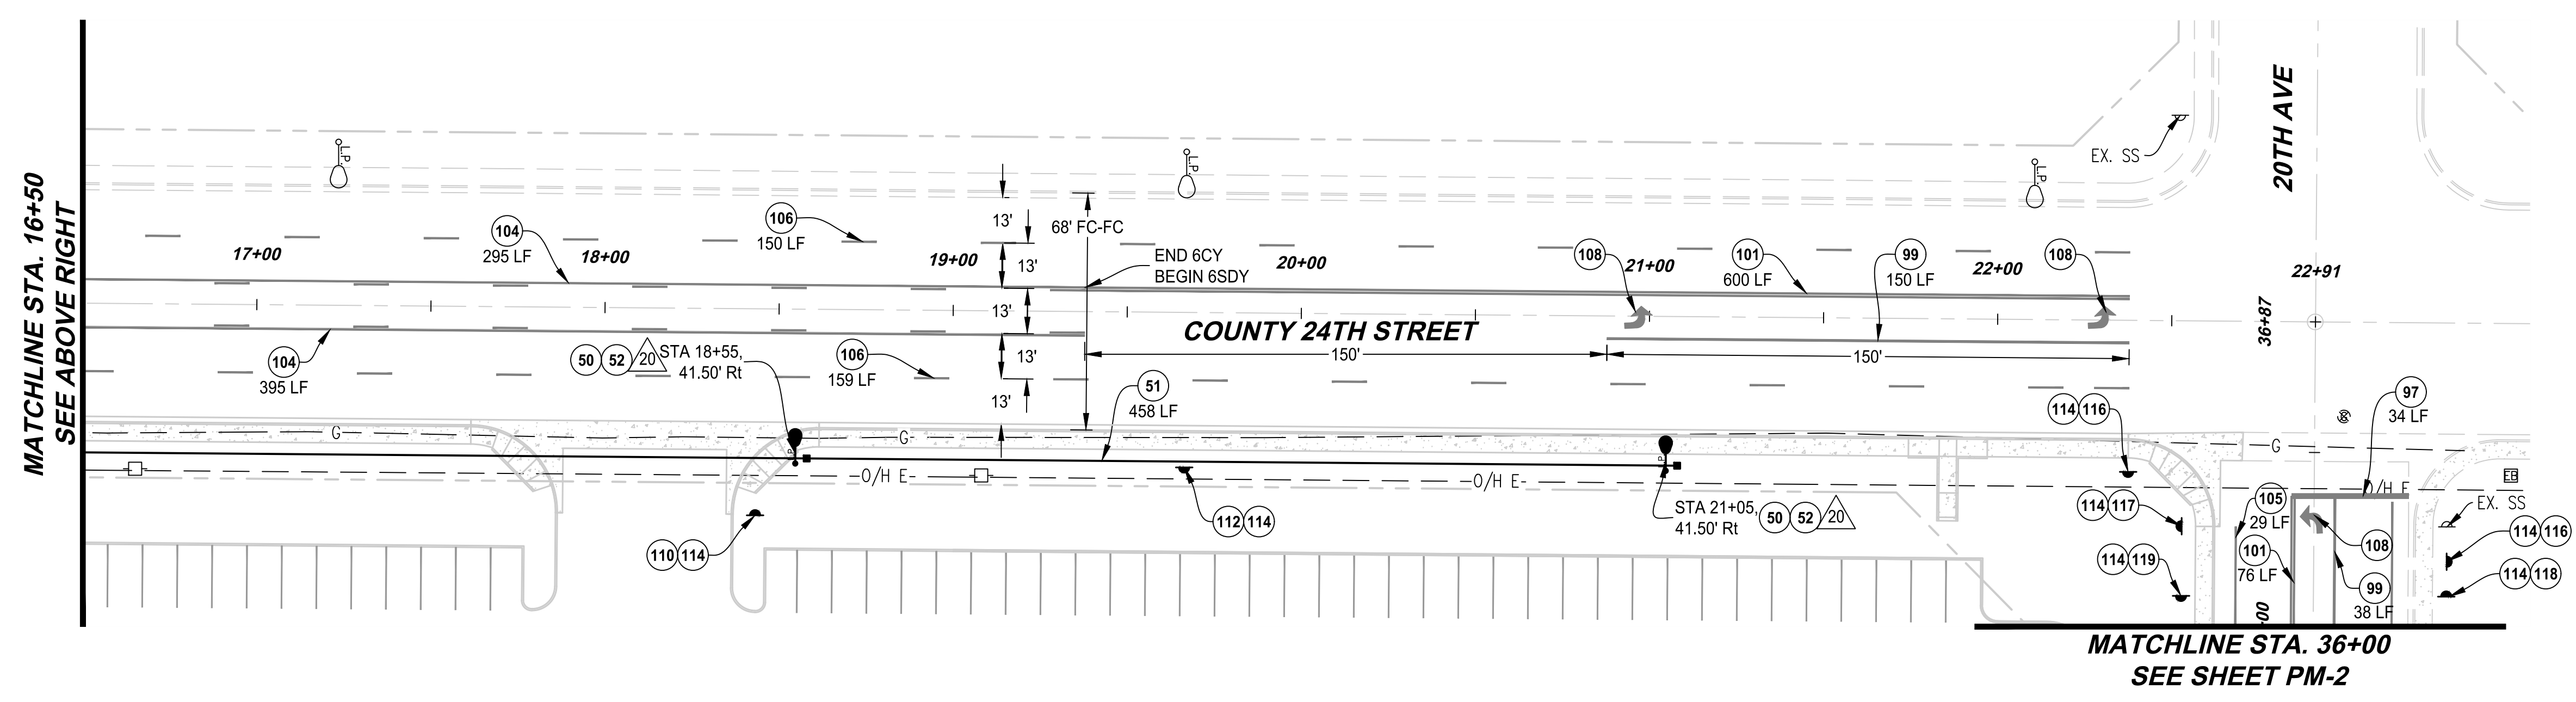 MATCHLINE STA. 16+50
SEE ABOVE RIGHT
L.P.
L.P.
L.P.
EX. SS
20TH AVE
17+00
104
295 LF
18+00
106
150 LF
19+00
13'
13'
13'
13'
13'
68' FC-FC
END 6CY
BEGIN 6SDY
20+00
108
21+00
101
600 LF
99
150 LF
22+00
108
22+91
36+87
COUNTY 24TH STREET
104
395 LF
50 52 20 STA 18+55,
41.50' Rt
106
159 LF
150'
150'
51
458 LF
114 116
97
34 LF
G
G
G
O/H E
O/H E
O/H E
P
P
EB
EX. SS
STA 21+05,
41.50' Rt
50 52 20
112 114
110 114
114 117
105
29 LF
114 119
101
76 LF
108
99
38 LF
114 116
114 118
MATCHLINE STA. 36+00
SEE SHEET PM-2